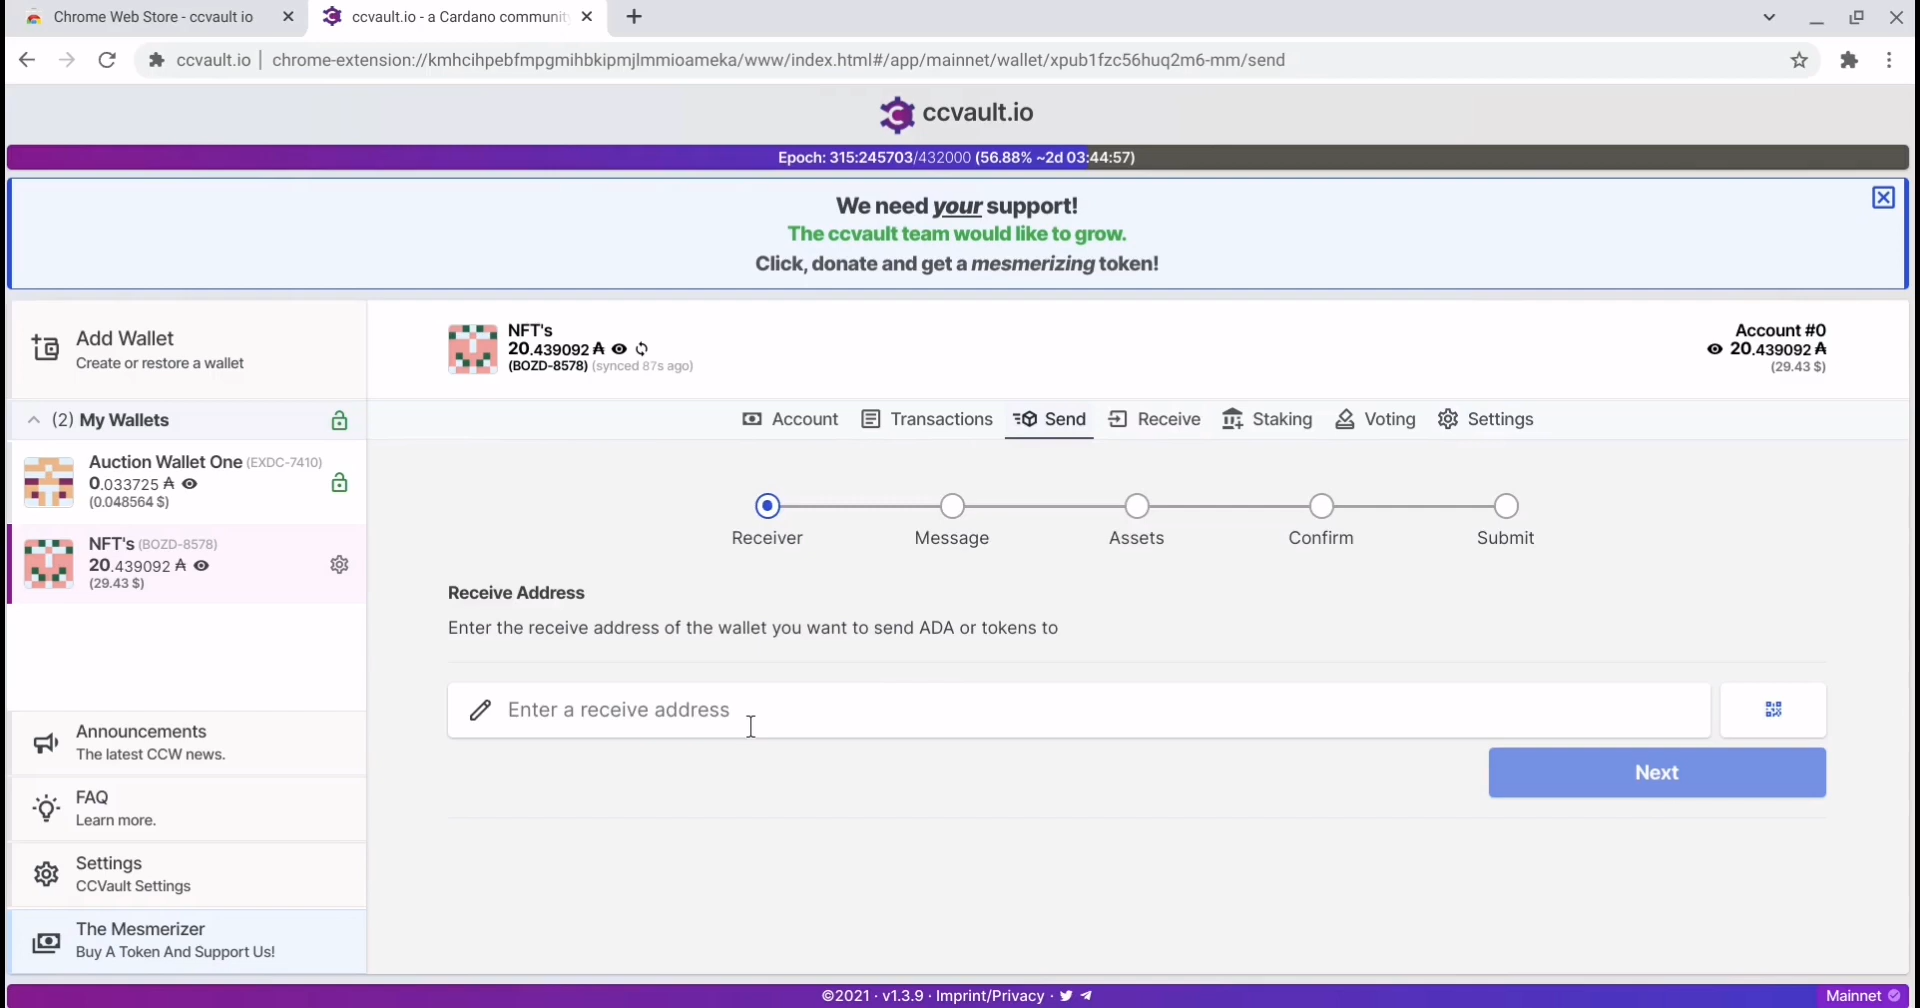 Chrome Web Store - ccvault io
ccvault.io - a Cardano communit
ccvault.io | chrome-extension://kmhcihpebfmpgmihbkipmjlmmioameka/www/index.html#/app/mainnet/wallet/xpub1fzc56huq2m6-mm/send
ccvault.io
Epoch: 315:245703/432000 (56.88% ~2d 03:44:57)
We need your support!
The ccvault team would like to grow.
Click, donate and get a mesmerizing token!
Add Wallet
Create or restore a wallet
NFT's
20.439092 ₳
(BOZD-8578) (synced 87s ago)
Account #0
20.439092 ₳
(29.43 $)
(2) My Wallets
Account
Transactions
Send
Receive
Staking
Voting
Settings
Auction Wallet One (EXDC-7410)
0.033725 ₳
(0.048564 $)
NFT's (BOZD-8578)
20.439092 ₳
(29.43 $)
Receiver
Message
Assets
Confirm
Submit
Receive Address
Enter the receive address of the wallet you want to send ADA or tokens to
Enter a receive address
Next
Announcements
The latest CCW news.
FAQ
Learn more.
Settings
CCVault Settings
The Mesmerizer
Buy A Token And Support Us!
©2021 · v1.3.9 · Imprint/Privacy ·
Mainnet